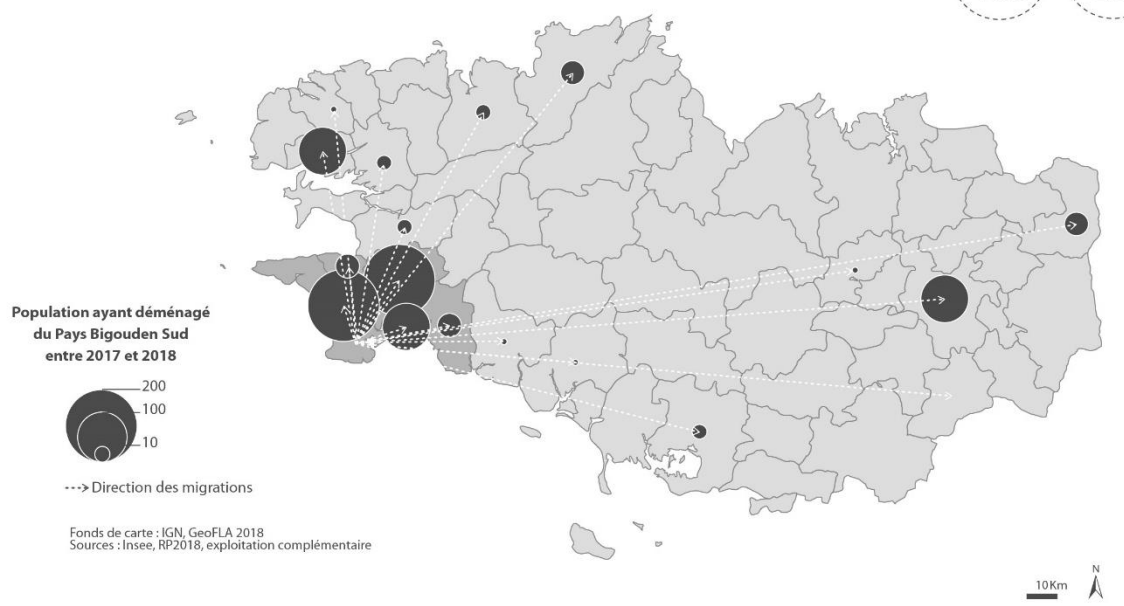 Population ayant déménagé
du Pays Bigouden Sud
entre 2017 et 2018
200
100
10
Direction des migrations
Fonds de carte : IGN, GeoFLA 2018
Sources : Insee, RP2018, exploitation complémentaire
10Km
N